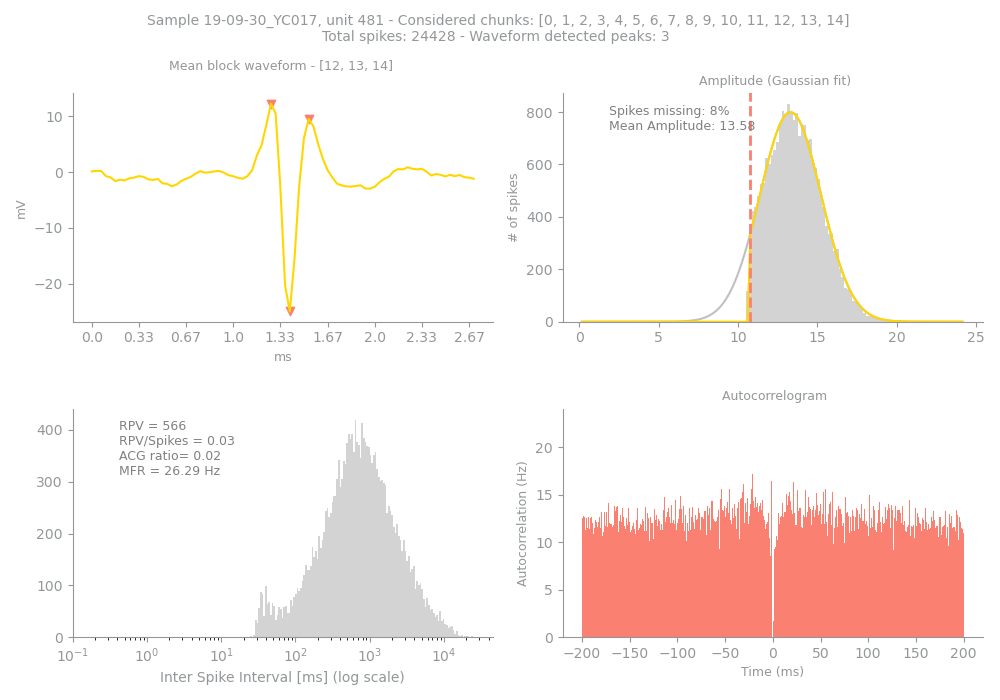 Sample 19-09-30_YC017, unit 481 - Considered chunks: [0, 1, 2, 3, 4, 5, 6, 7, 8, 9, 10, 11, 12, 13, 14]
Total spikes: 24428 - Waveform detected peaks: 3
Mean block waveform - [12, 13, 14]
10
0
−10
−20
mV
0.0 0.33 0.67 1.0 1.33 1.67 2.0 2.33 2.67
ms
Amplitude (Gaussian fit)
Spikes missing: 8%
Mean Amplitude: 13.58
800
600
400
200
0
# of spikes
0 5 10 15 20 25
RPV = 566
RPV/Spikes = 0.03
ACG ratio= 0.02
MFR = 26.29 Hz
400
300
200
100
0
10⁻¹ 10⁰ 10¹ 10² 10³ 10⁴
Inter Spike Interval [ms] (log scale)
Autocorrelogram
20
15
10
5
0
Autocorrelation (Hz)
−200 −150 −100 −50 0 50 100 150 200
Time (ms)